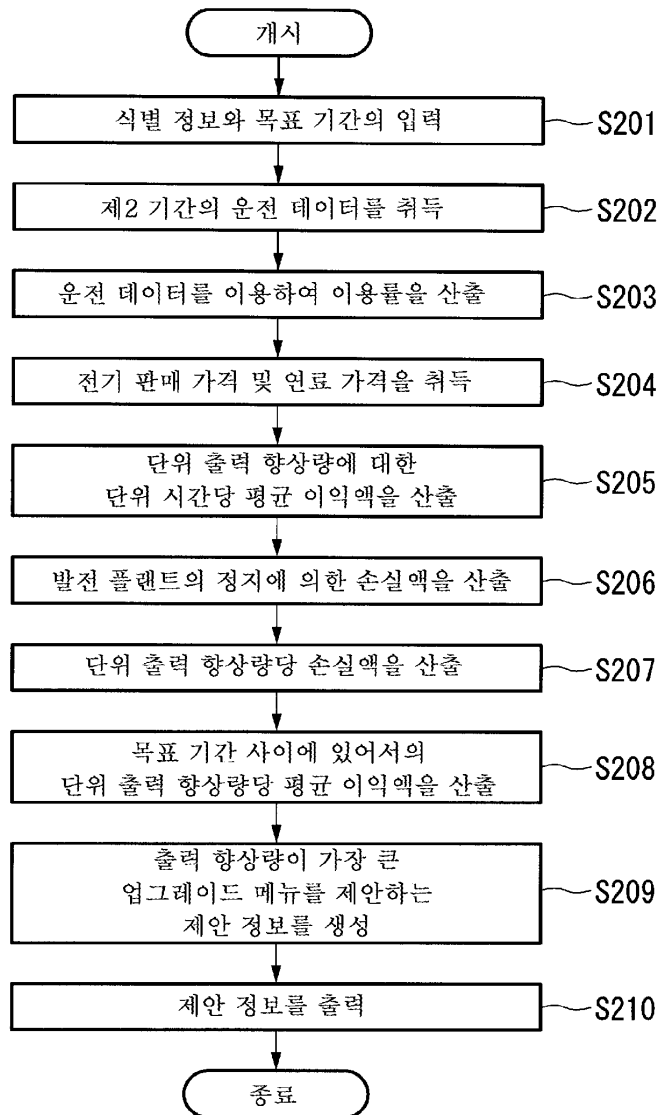 개시
식별 정보와 목표 기간의 입력
S201
제2 기간의 운전 데이터를 취득
S202
운전 데이터를 이용하여 이용률을 산출
S203
전기 판매 가격 및 연료 가격을 취득
S204
단위 출력 향상량에 대한
단위 시간당 평균 이익액을 산출
S205
발전 플랜트의 정지에 의한 손실액을 산출
S206
단위 출력 향상량당 손실액을 산출
S207
목표 기간 사이에 있어서의
단위 출력 향상량당 평균 이익액을 산출
S208
출력 향상량이 가장 큰
업그레이드 메뉴를 제안하는
제안 정보를 생성
S209
제안 정보를 출력
S210
종료